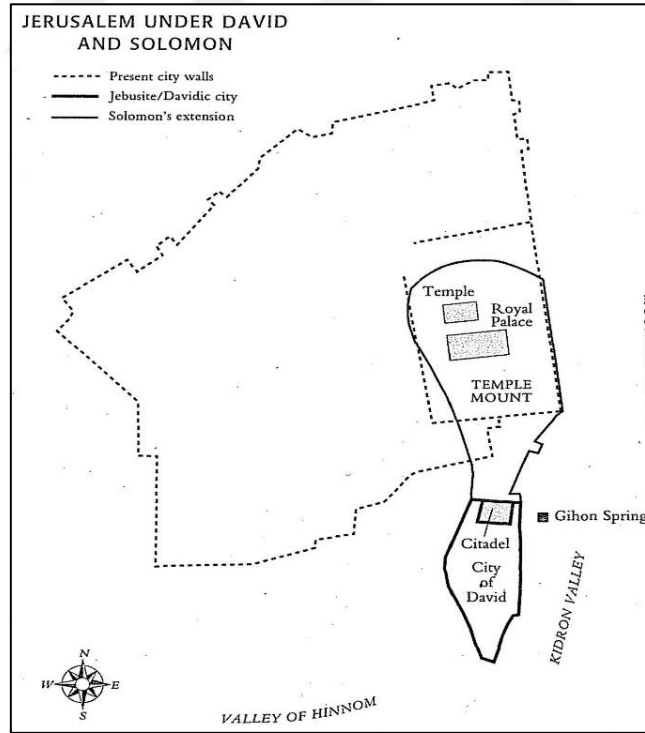 JERUSALEM UNDER DAVID
AND SOLOMON
Present city walls
Jebusite/Davidic city
Solomon's extension
Temple
Royal
Palace
TEMPLE
MOUNT
Gihon Spring
Citadel
City
of
David
KIDRON VALLEY
N
W E
S
VALLEY OF HINNOM